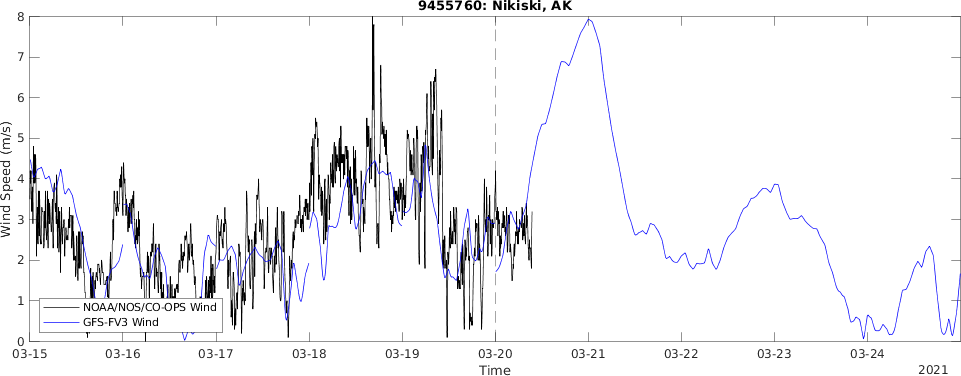 9455760: Nikiski, AK
8
7
6
5
4
3
2
1
0
Wind Speed (m/s)
NOAA/NOS/CO-OPS Wind
GFS-FV3 Wind
03-15 03-16 03-17 03-18 03-19 03-20 03-21 03-22 03-23 03-24
Time
2021